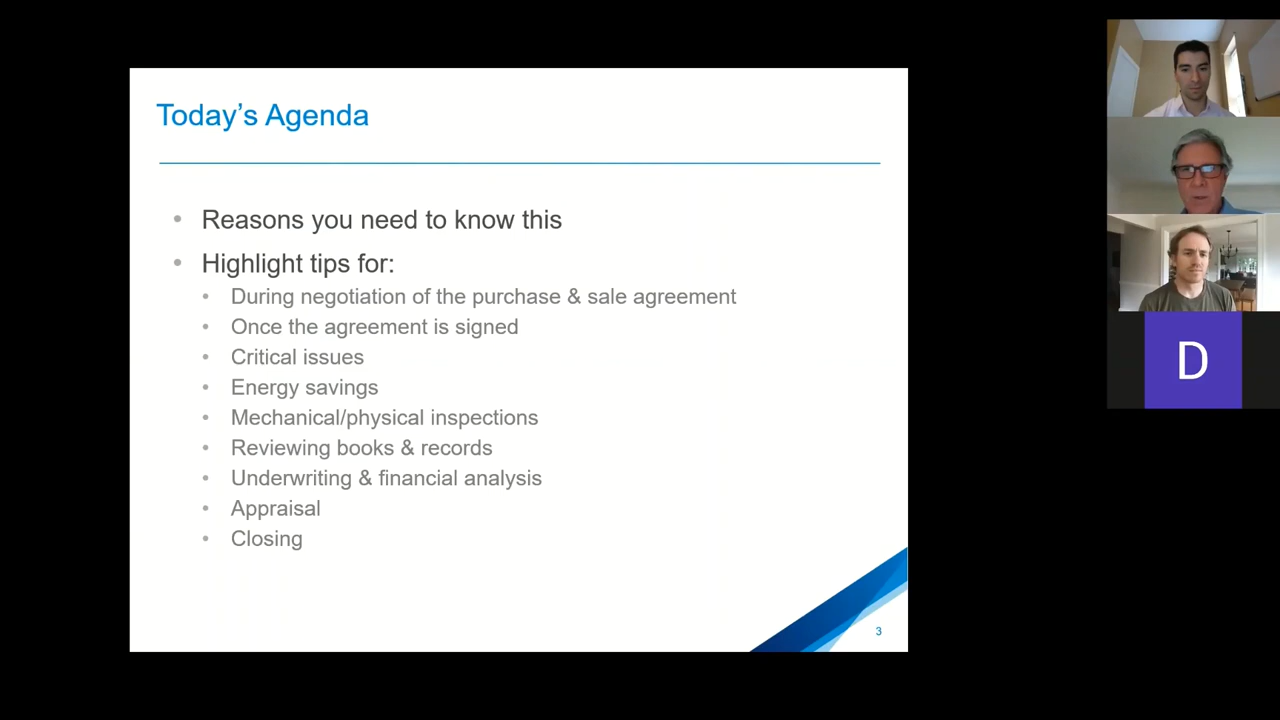 Today's Agenda
• Reasons you need to know this
• Highlight tips for:
• During negotiation of the purchase & sale agreement
• Once the agreement is signed
• Critical issues
• Energy savings
• Mechanical/physical inspections
• Reviewing books & records
• Underwriting & financial analysis
• Appraisal
• Closing
3
D